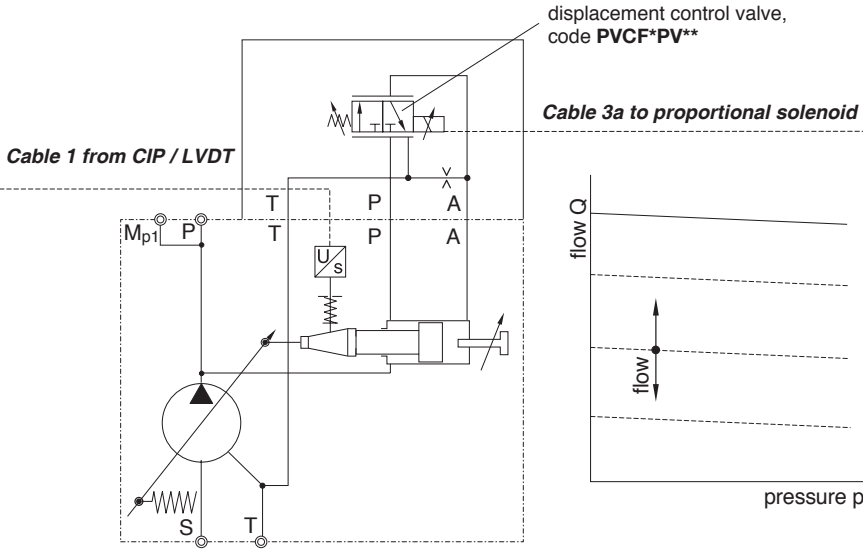 displacement control valve,
code PVCF*PV**
Cable 3a to proportional solenoid
Cable 1 from CIP / LVDT
T P A
Mp1 P T P A
U
s
S T
flow Q
flow
pressure p